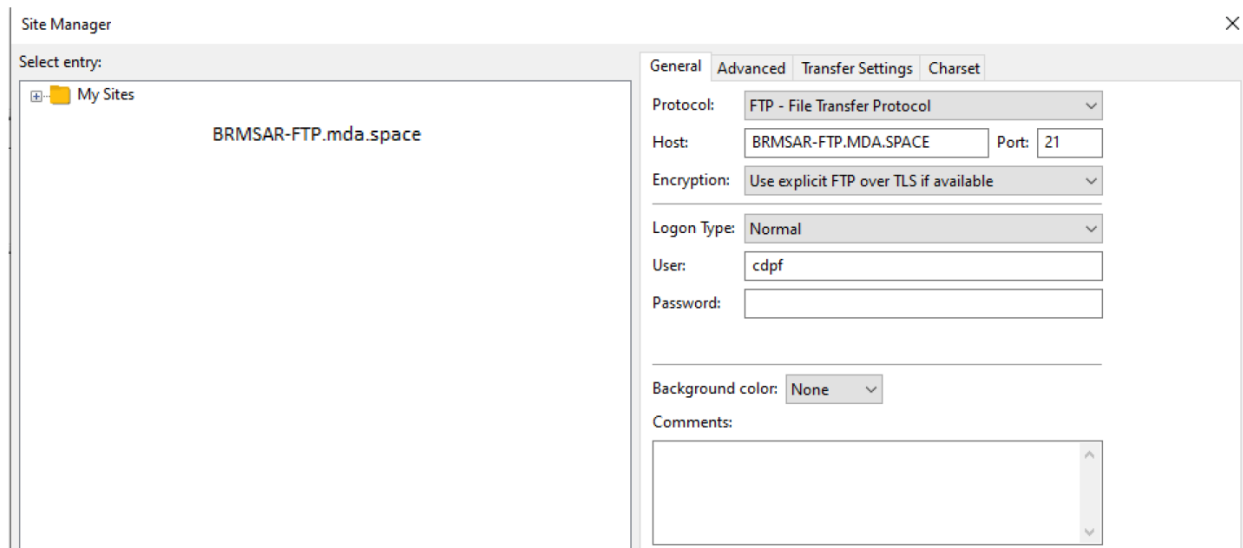 Site Manager
Select entry:
My Sites
BRMSAR-FTP.mda.space
General Advanced Transfer Settings Charset
Protocol: FTP - File Transfer Protocol
Host: BRMSAR-FTP.MDA.SPACE Port: 21
Encryption: Use explicit FTP over TLS if available
Logon Type: Normal
User: cdpf
Password:
Background color: None
Comments: